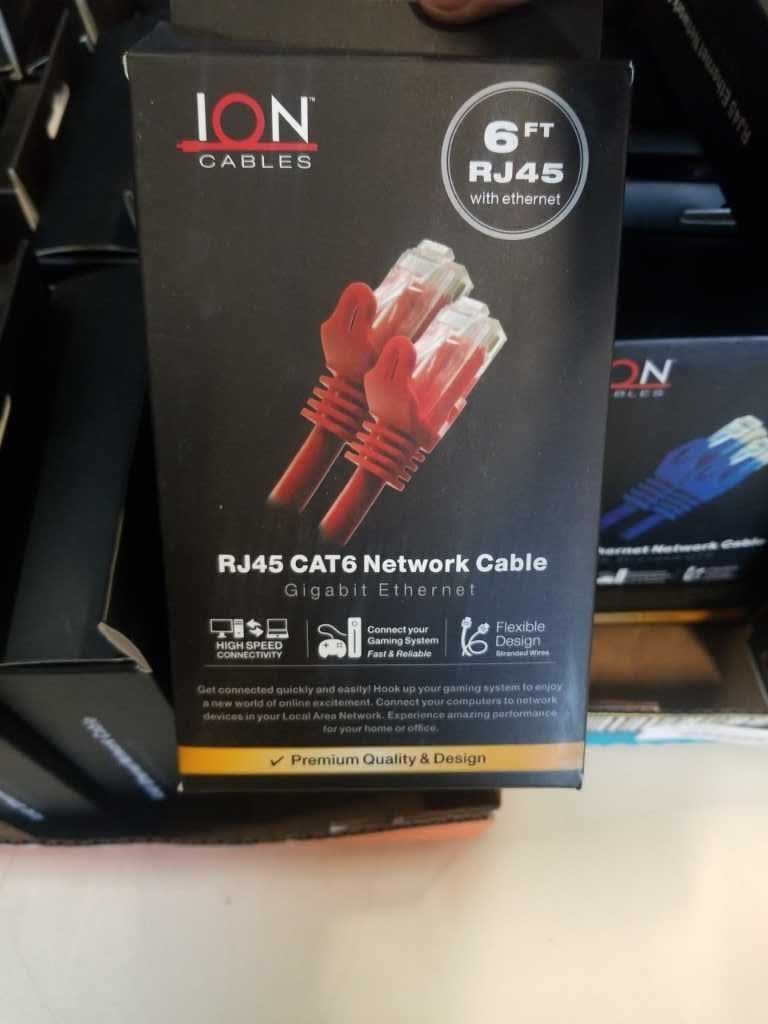 ION™
CABLES
6FT
RJ45
with ethernet
RJ45 CAT6 Network Cable
Gigabit Ethernet
HIGH SPEED
CONNECTIVITY
Connect your
Gaming System
Fast & Reliable
Flexible
Design
Stranded Wires
Get connected quickly and easily! Hook up your gaming system to enjoy
a new world of online excitement. Connect your computers to network
devices in your Local Area Network. Experience amazing performance
for your home or office.
✓ Premium Quality & Design
ON™
BLES
Network Cable